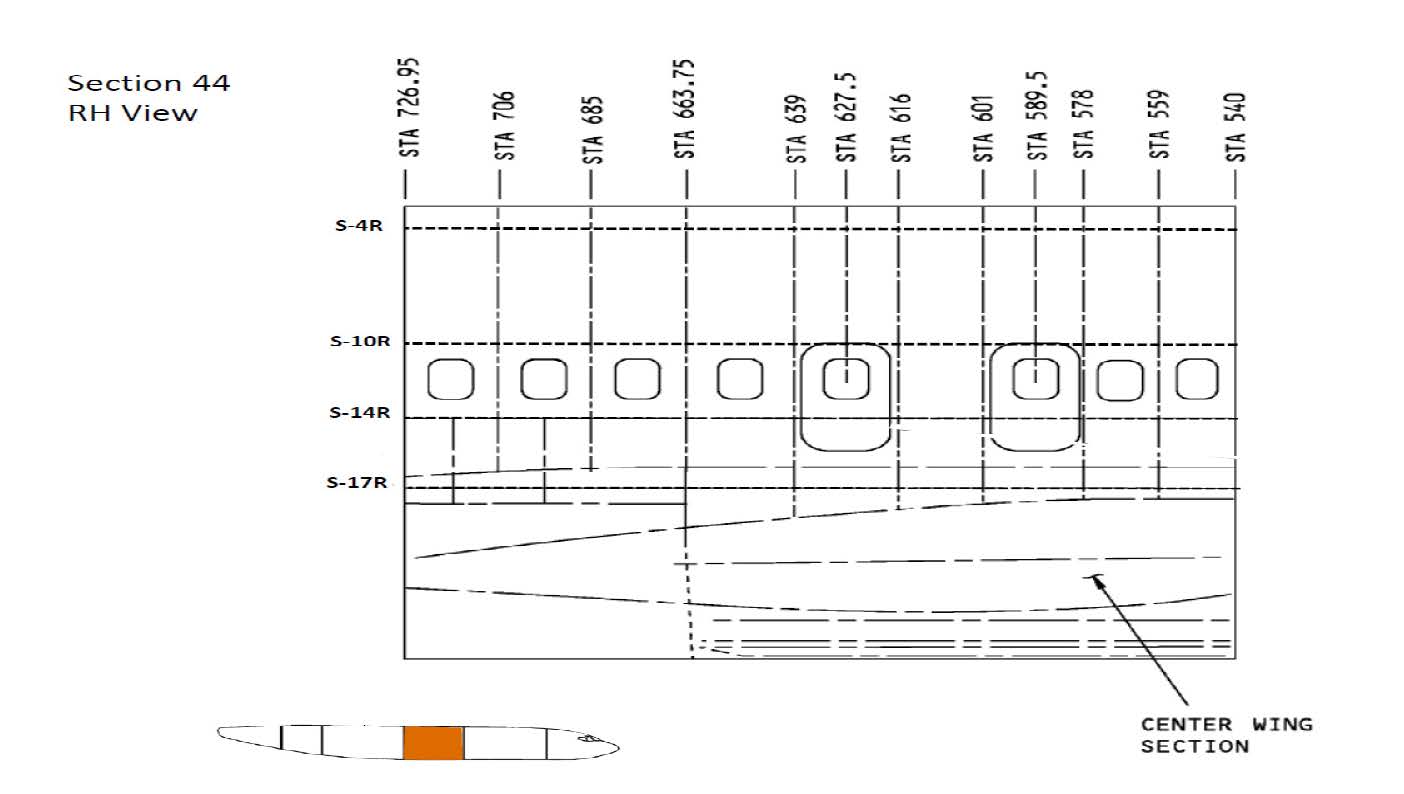 Section 44
RH View
STA 726.95
STA 706
STA 685
STA 663.75
STA 639
STA 627.5
STA 616
STA 601
STA 589.5
STA 578
STA 559
STA 540
S-4R
S-10R
S-14R
S-17R
CENTER WING
SECTION